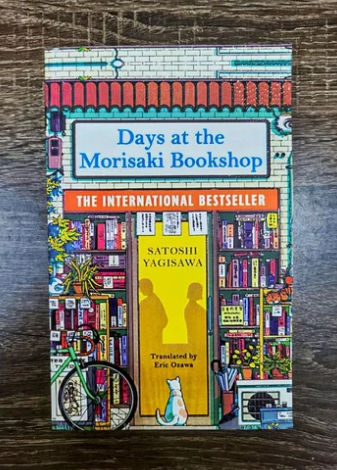 Days at the
Morisaki Bookshop
THE INTERNATIONAL BESTSELLER
SATOSHI
YAGISAWA
Translated by
Eric Ozawa